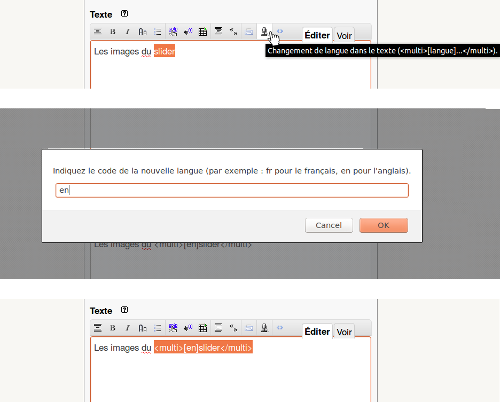 Texte
Éditer Voir
Les images du slider
Changement de langue dans le texte (<multi>[langue]...</multi>).
Indiquez le code de la nouvelle langue (par exemple : fr pour le français, en pour l'anglais).
en
Cancel OK
Les images du <multi>[en]slider</multi>
Texte
Éditer Voir
Les images du <multi>[en]slider</multi>